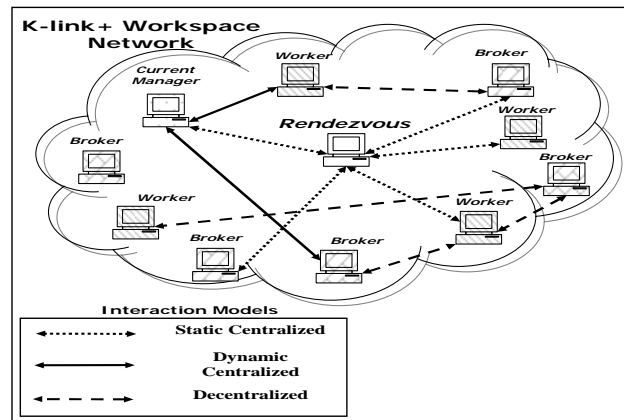 K-link+ Workspace
Network
Worker
Broker
Current
Manager
Rendezvous
Worker
Broker
Broker
Worker
Worker
Broker
Broker
Interaction Models
Static Centralized
Dynamic
Centralized
Decentralized